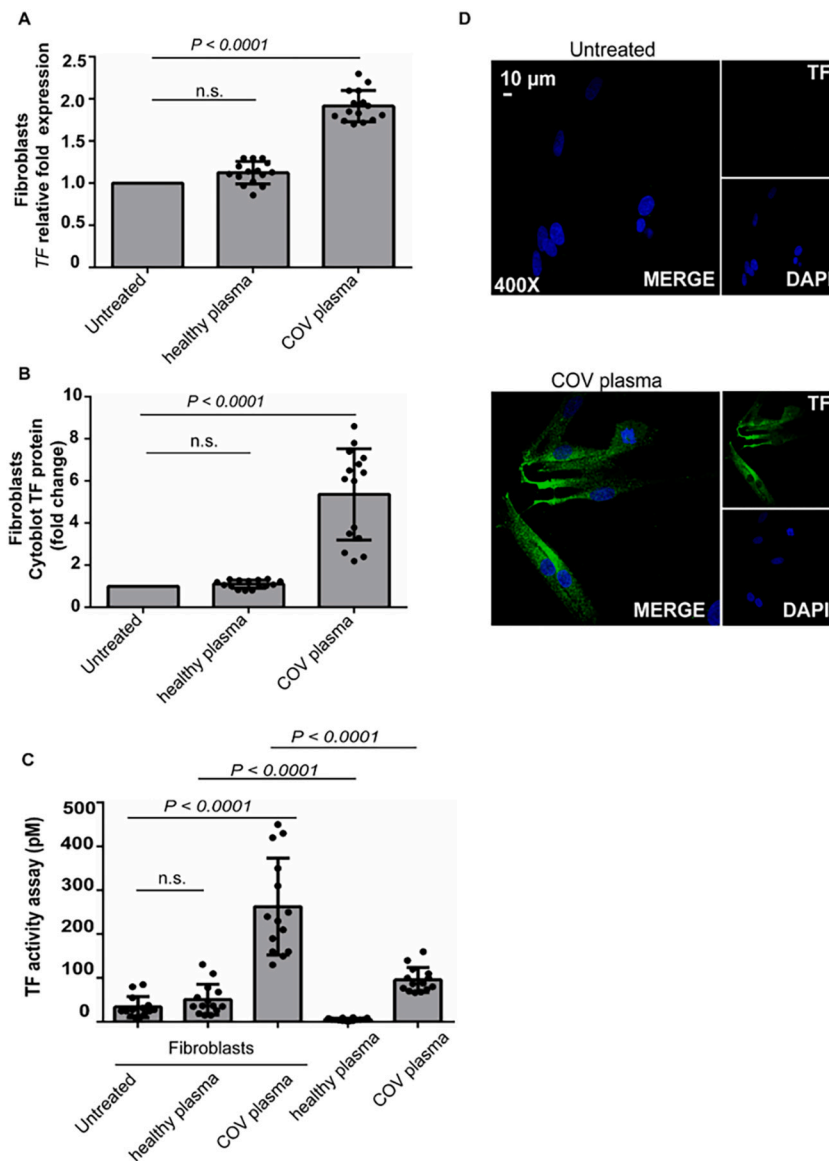 A
P < 0.0001
n.s.
Fibroblasts
TF relative fold expression
2.5
2.0
1.5
1.0
0.5
0
Untreated
healthy plasma
COV plasma
B
P < 0.0001
n.s.
Fibroblasts
Cytoblot TF protein
(fold change)
10
8
6
4
2
0
Untreated
healthy plasma
COV plasma
P < 0.0001
C
P < 0.0001
P < 0.0001
n.s.
TF activity assay (pM)
500
400
300
200
100
0
Fibroblasts
Untreated
healthy plasma
COV plasma
healthy plasma
COV plasma
D
Untreated
10 µm
400X
MERGE
TF
DAPI
COV plasma
MERGE
TF
DAPI